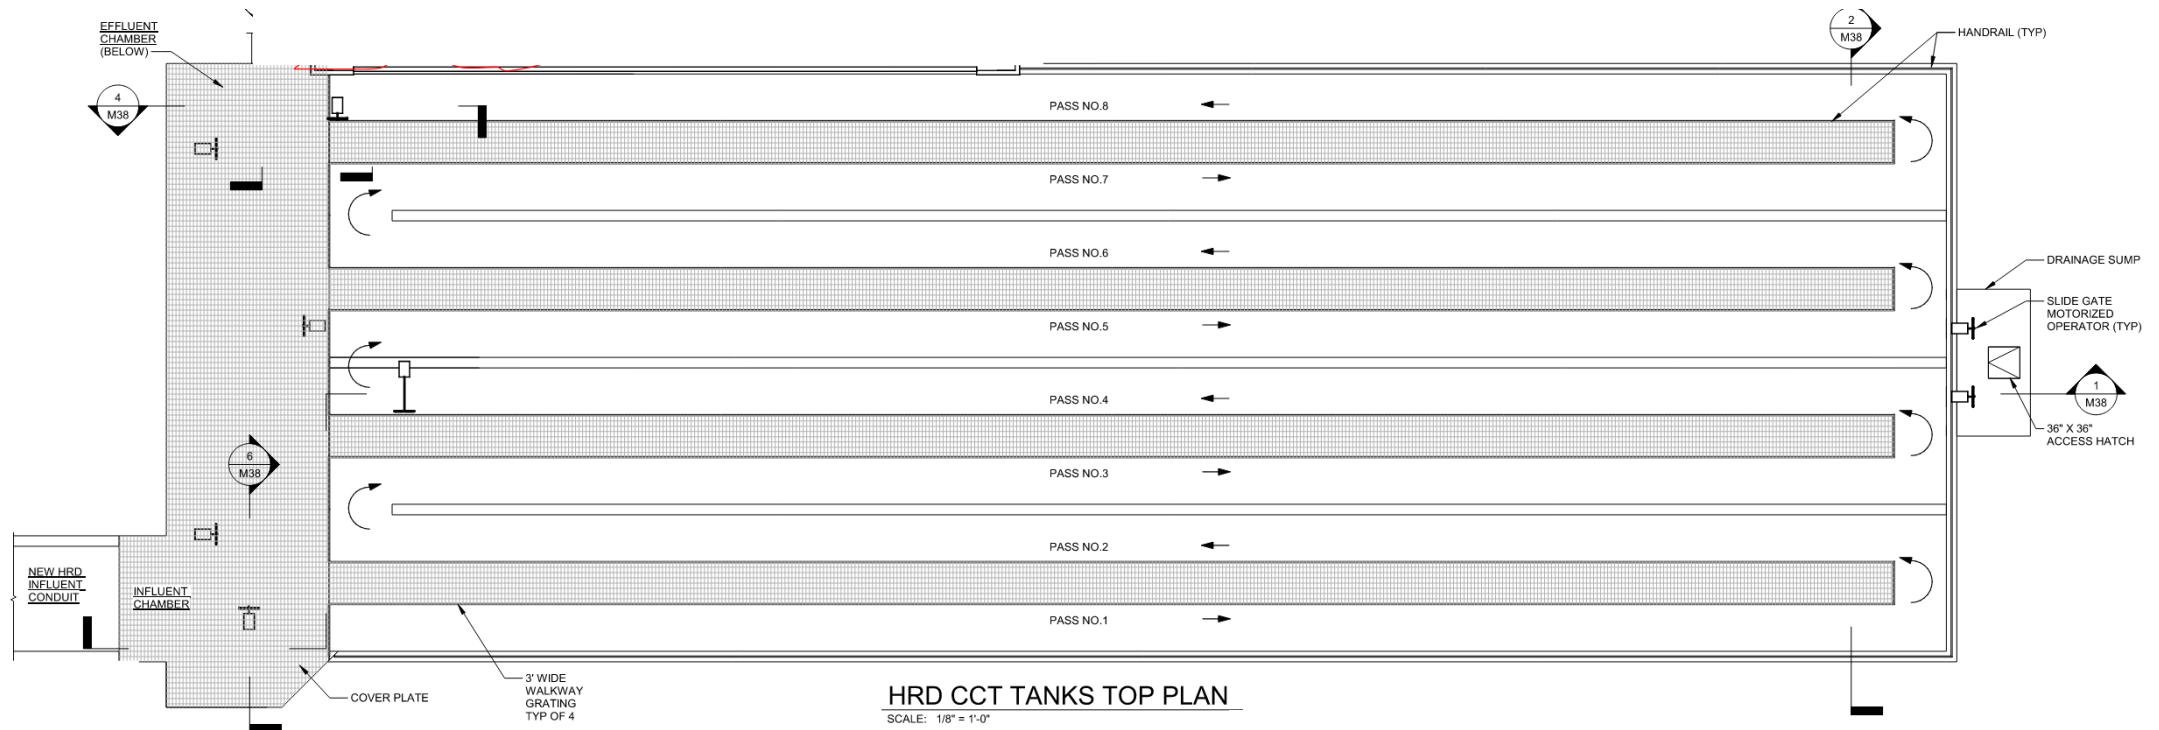 EFFLUENT
CHAMBER
(BELOW)
2
M38
HANDRAIL (TYP)
4
M38
PASS NO.8
PASS NO.7
PASS NO.6
DRAINAGE SUMP
SLIDE GATE
MOTORIZED
OPERATOR (TYP)
PASS NO.5
1
M38
PASS NO.4
36" X 36"
ACCESS HATCH
6
M38
PASS NO.3
PASS NO.2
NEW HRD
INFLUENT
CONDUIT
INFLUENT
CHAMBER
PASS NO.1
3' WIDE
WALKWAY
GRATING
TYP OF 4
COVER PLATE
HRD CCT TANKS TOP PLAN
SCALE: 1/8" = 1'-0"